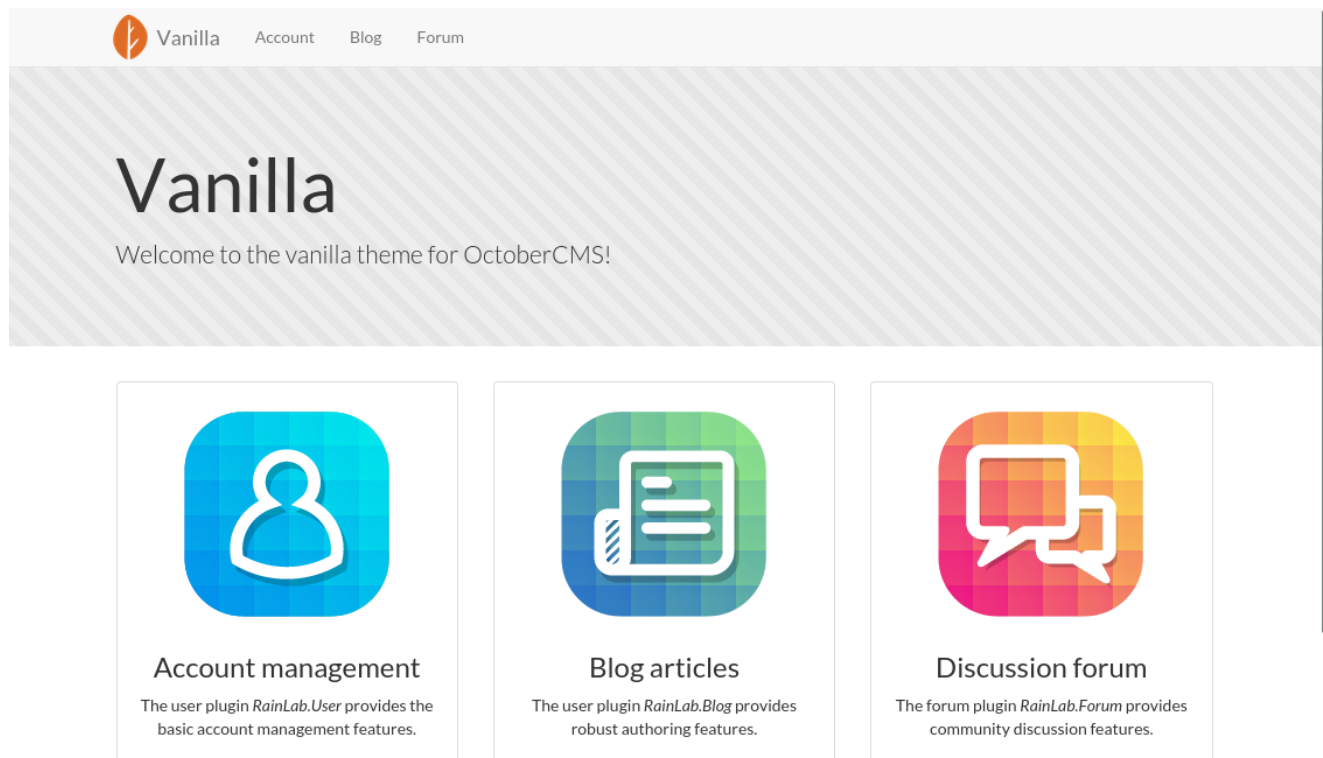 Vanilla Account Blog Forum
Vanilla
Welcome to the vanilla theme for OctoberCMS!
Account management
The user plugin RainLab.User provides the
basic account management features.
Blog articles
The user plugin RainLab.Blog provides
robust authoring features.
Discussion forum
The forum plugin RainLab.Forum provides
community discussion features.